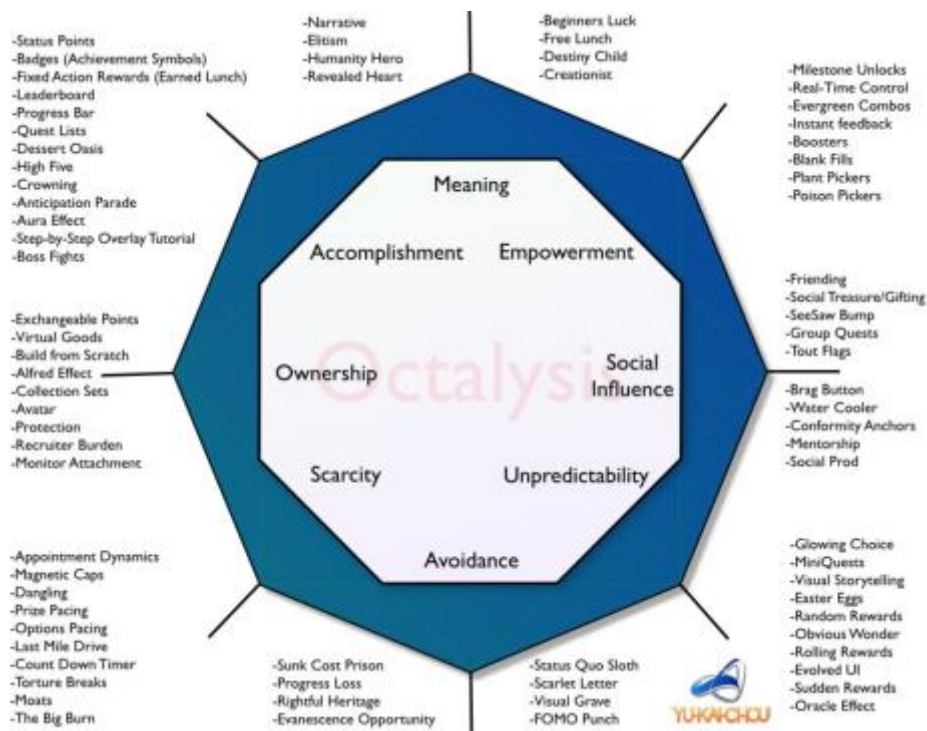 -Narrative
-Elitism
-Humanity Hero
-Revealed Heart
-Beginners Luck
-Free Lunch
-Destiny Child
-Creationist
-Status Points
-Badges (Achievement Symbols)
-Fixed Action Rewards (Earned Lunch)
-Leaderboard
-Progress Bar
-Quest Lists
-Dessert Oasis
-High Five
-Crowning
-Anticipation Parade
-Aura Effect
-Step-by-Step Overlay Tutorial
-Boss Fights
-Milestone Unlocks
-Real-Time Control
-Evergreen Combos
-Instant feedback
-Boosters
-Blank Fills
-Plant Pickers
-Poison Pickers
Meaning
Accomplishment
Empowerment
Ownership
Octalysis
Social
Influence
Scarcity
Unpredictability
Avoidance
-Exchangeable Points
-Virtual Goods
-Build from Scratch
-Alfred Effect
-Collection Sets
-Avatar
-Protection
-Recruiter Burden
-Monitor Attachment
-Friending
-Social Treasure/Gifting
-SeeSaw Bump
-Group Quests
-Tout Flags
-Brag Button
-Water Cooler
-Conformity Anchors
-Mentorship
-Social Prod
-Appointment Dynamics
-Magnetic Caps
-Dangling
-Prize Pacing
-Options Pacing
-Last Mile Drive
-Count Down Timer
-Torture Breaks
-Moats
-The Big Burn
-Sunk Cost Prison
-Progress Loss
-Rightful Heritage
-Evanescence Opportunity
-Status Quo Sloth
-Scarlet Letter
-Visual Grave
-FOMO Punch
-Glowing Choice
-MiniQuests
-Visual Storytelling
-Easter Eggs
-Random Rewards
-Obvious Wonder
-Rolling Rewards
-Evolved UI
-Sudden Rewards
-Oracle Effect
YU-KAI-CHOU